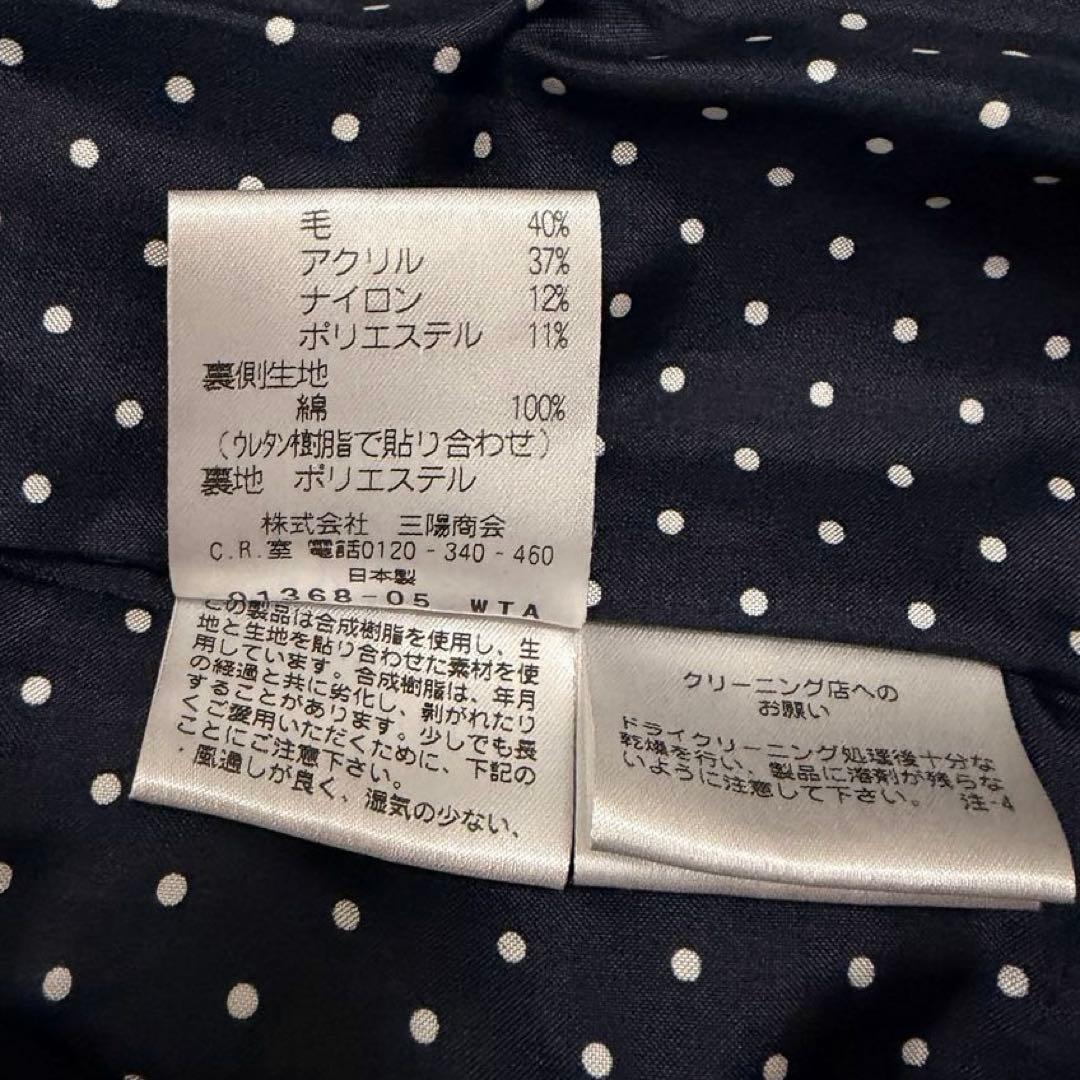 毛 40%
アクリル 37%
ナイロン 12%
ポリエステル 11%
裏側生地
綿 100%
(ウレタン樹脂で貼り合わせ)
裏地 ポリエステル
株式会社 三陽商会
C.R.室 電話0120-340-460
日本製
01368-05 WTA
この製品は合成樹脂を使用し、生
地と生地を貼り合わせた素材を使
用しています。合成樹脂は、年月
の経過と共に劣化し、剥がれたり
することがあります。少しでも長
くご愛用いただくために、下記の
ことにご注意下さい。
・風通しが良く、湿気の少ない、
クリーニング店への
お願い
ドライクリーニング処理後十分な
乾燥を行い、製品に溶剤が残らな
いように注意して下さい。 注-4